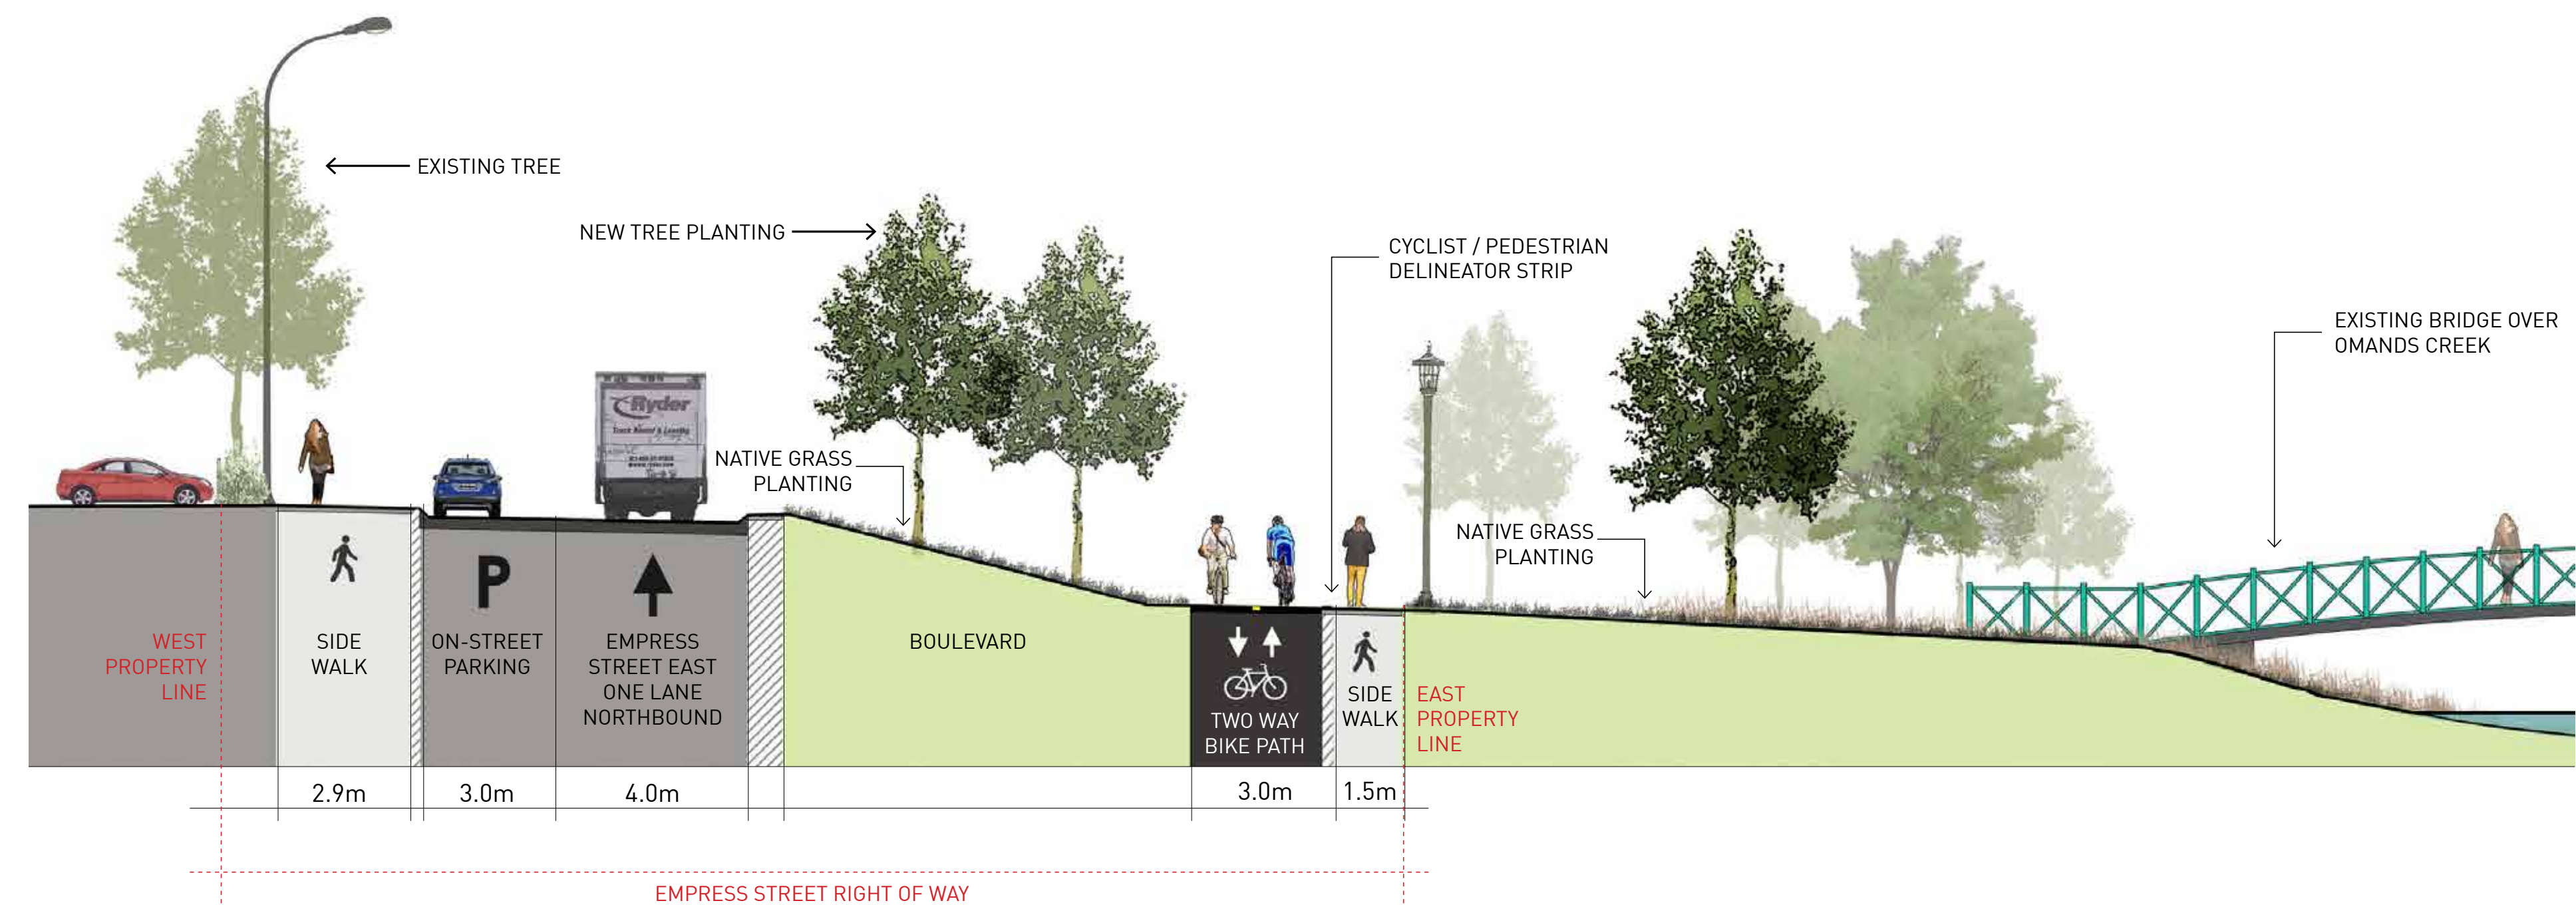 EXISTING TREE
NEW TREE PLANTING
CYCLIST / PEDESTRIAN
DELINEATOR STRIP
EXISTING BRIDGE OVER
OMANDS CREEK
Ryder
Truck Rental & Leasing
NATIVE GRASS
PLANTING
NATIVE GRASS
PLANTING
WEST
PROPERTY
LINE
SIDE
WALK
P
ON-STREET
PARKING
EMPRESS
STREET EAST
ONE LANE
NORTHBOUND
BOULEVARD
TWO WAY
BIKE PATH
SIDE
WALK
EAST
PROPERTY
LINE
2.9m
3.0m
4.0m
3.0m
1.5m
EMPRESS STREET RIGHT OF WAY